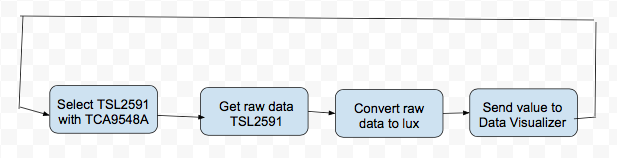 Select TSL2591
with TCA9548A
Get raw data
TSL2591
Convert raw
data to lux
Send value to
Data Visualizer